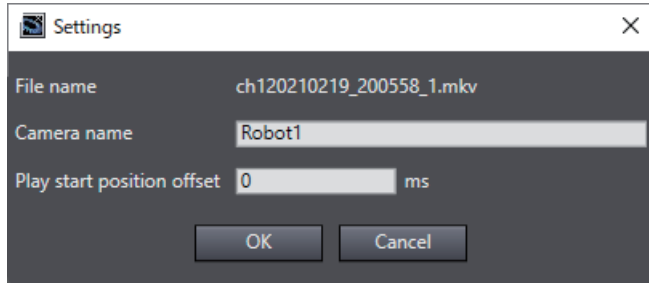 Settings
File name ch120210219_200558_1.mkv
Camera name Robot1
Play start position offset 0 ms
OK Cancel